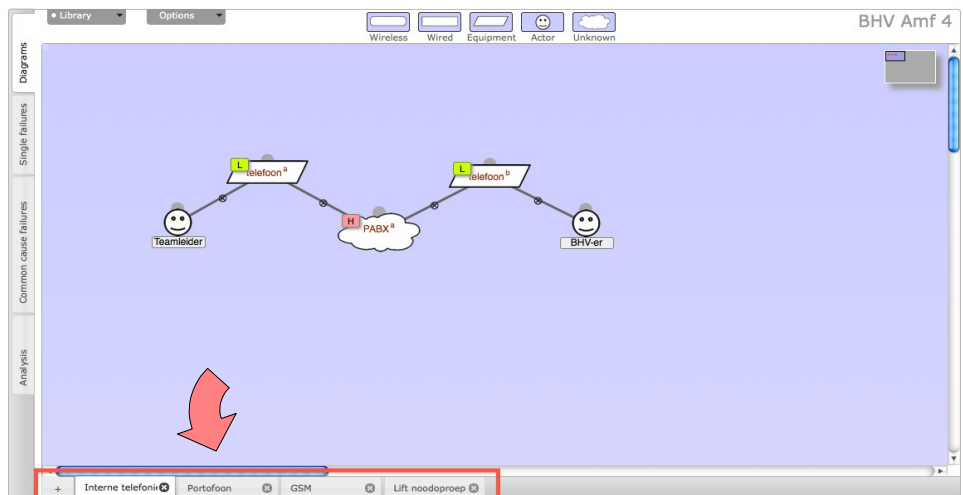 Library
Options
BHV Amf 4
Wireless Wired Equipment Actor Unknown
Diagrams
Single failures
Common cause failures
Analysis
L
telefoon a
L
telefoon b
H
PABX a
Teamleider
BHV-er
+ Interne telefonie Portofoon GSM Lift noodoproep